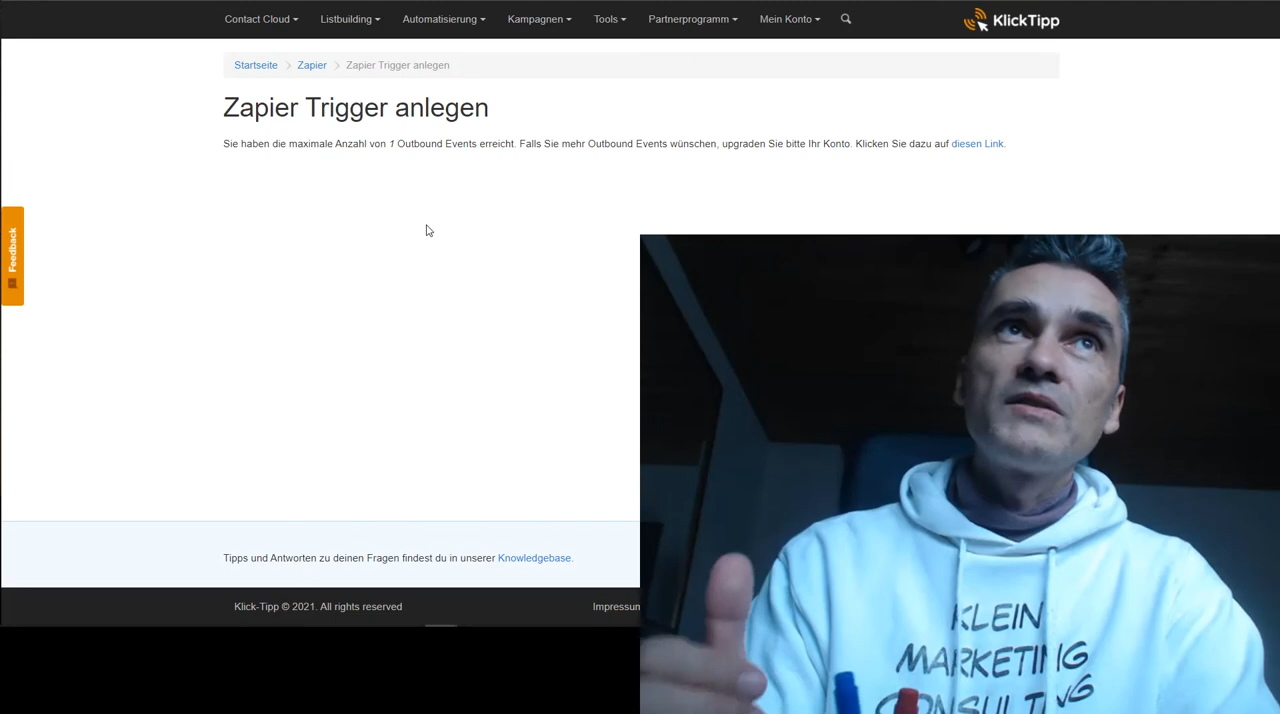 Contact Cloud Listbuilding Automatisierung Kampagnen Tools Partnerprogramm Mein Konto KlickTipp
Startseite Zapier Zapier Trigger anlegen
Zapier Trigger anlegen
Sie haben die maximale Anzahl von 1 Outbound Events erreicht. Falls Sie mehr Outbound Events wünschen, upgraden Sie bitte Ihr Konto. Klicken Sie dazu auf diesen Link.
Feedback
Tipps und Antworten zu deinen Fragen findest du in unserer Knowledgebase.
Klick-Tipp © 2021. All rights reserved Impressum
KLEIN
MARKETING
CONSULTING